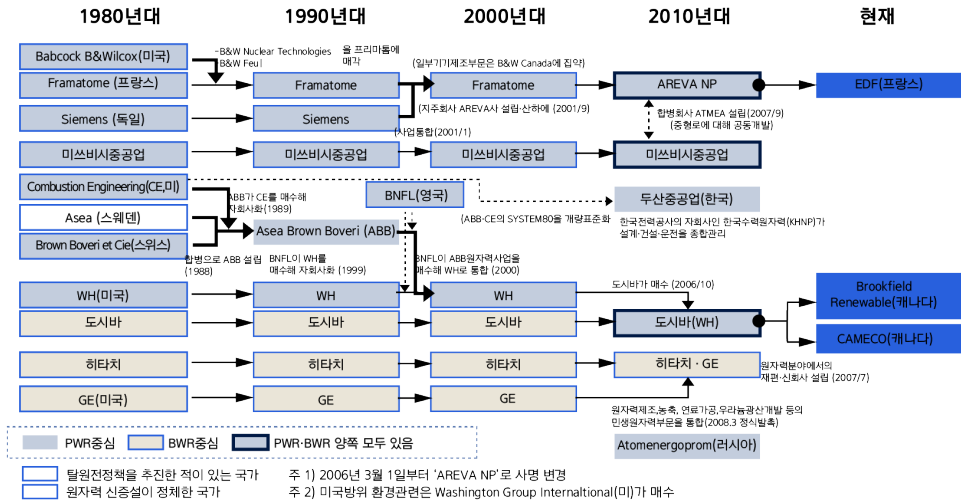 1980년대
1990년대
2000년대
2010년대
현재
Babcock B&Wilcox(미국)
-B&W Nuclear Technologies
B&W Feu|
을 프라마톰에
매각
(일부기기제조부문은 B&W Canada에 집약)
Framatome (프랑스)
Framatome
Framatome
AREVA NP
EDF(프랑스)
(지주회사 AREVA사 설립·산하에 (2001/9)
합병회사 ATMEA 설립(2007/9)
(중형로에 대해 공동개발)
Siemens (독일)
Siemens
(사업통합(2001/1)
미쓰비시중공업
미쓰비시중공업
미쓰비시중공업
미쓰비시중공업
Combustion Engineering(CE,미)
ABB가 CE를 매수해
자회사화(1989)
BNFL(영국)
두산중공업(한국)
(ABB·CE의 SYSTEM80을 개량표준화
한국전력공사의 자회사인 한국수력원자력(KHNP)가
설계·건설·운전을 종합관리
Asea (스웨덴)
Asea Brown Boveri (ABB)
Brown Boveri et Cie(스위스)
합병으로 ABB 설립
(1988)
BNFL이 WH를
매수해 자회사화 (1999)
BNFL이 ABB원자력사업을
매수해 WH로 통합 (2000)
도시바가 매수 (2006/10)
WH(미국)
WH
WH
Brookfield
Renewable(캐나다)
도시바
도시바
도시바
도시바(WH)
CAMECO(캐나다)
히타치
히타치
히타치
히타치 · GE
원자력분야에서의
재편·신회사 설립 (2007/7)
GE(미국)
GE
GE
원자력제조,농축, 연료가공,우라늄광산개발 등의
민생원자력부문을 통합(2008.3 정식발족)
Atomenergoprom(러시아)
PWR중심
BWR중심
PWR·BWR 양쪽 모두 있음
탈원전정책을 추진한 적이 있는 국가
주 1) 2006년 3월 1일부터 'AREVA NP'로 사명 변경
원자력 신증설이 정체한 국가
주 2) 미국방위 환경관련은 Washington Group Internaltional(미)가 매수